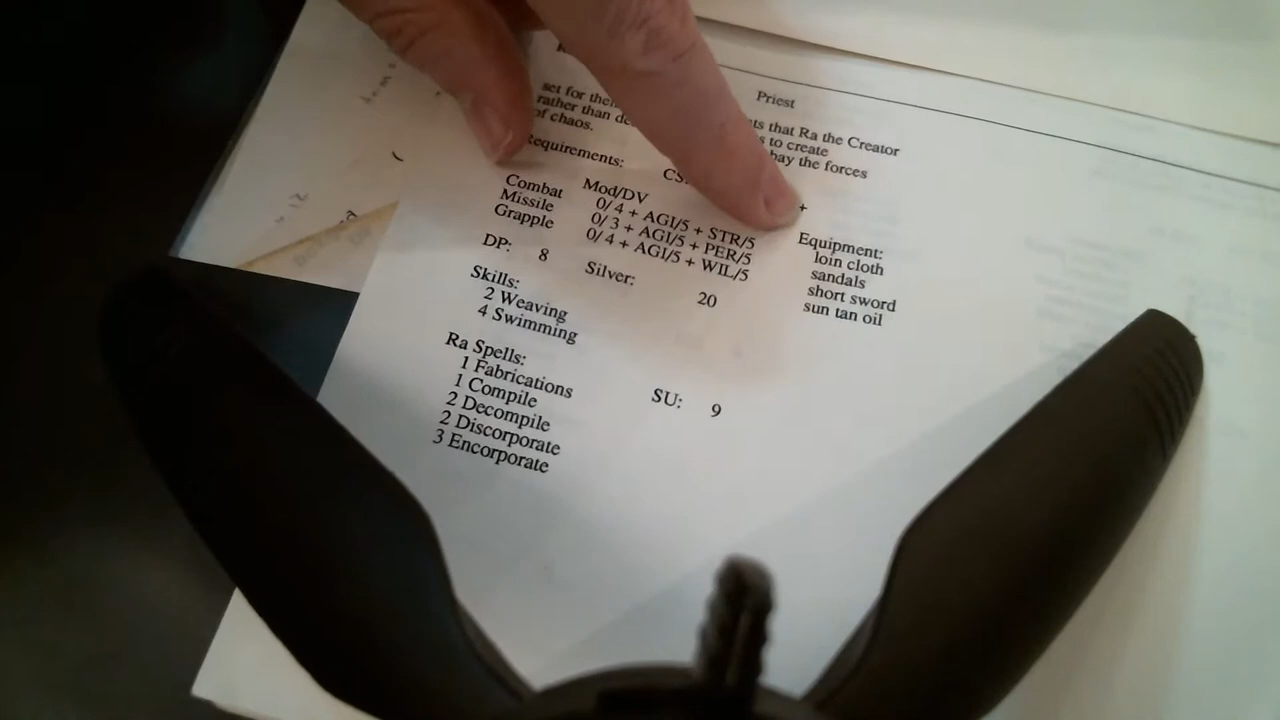 Priest
set for
rather than
of chaos.
that Ra the Creator
to create
bay the forces
Requirements:
Combat Mod/DV
Missile 0/4 + AGI/5 + STR/5
Grapple 0/3 + AGI/5 + PER/5
0/4 + AGI/5 + WIL/5
DP: 8 Silver: 20
Equipment:
loin cloth
sandals
short sword
sun tan oil
Skills:
2 Weaving
4 Swimming
Ra Spells: SU: 9
1 Fabrications
1 Compile
2 Decompile
2 Discorporate
3 Encorporate